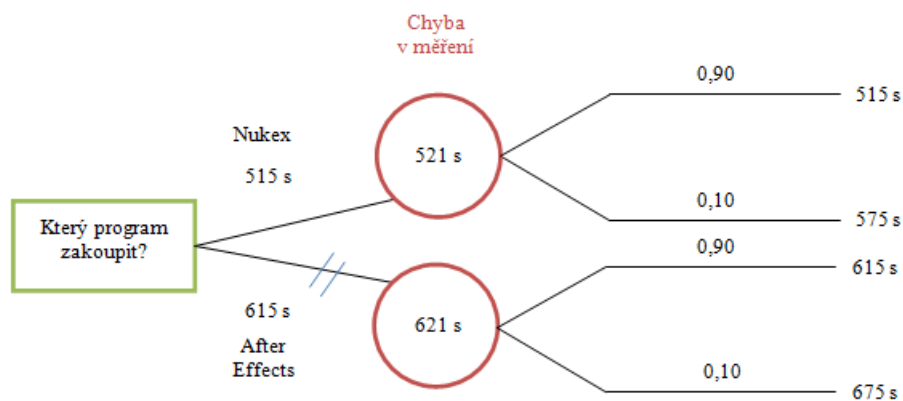 Chyba
v měření
0,90
515 s
Nukex
515 s
521 s
0,10
575 s
Který program
zakoupit?
0,90
615 s
615 s
After
Effects
621 s
0,10
675 s